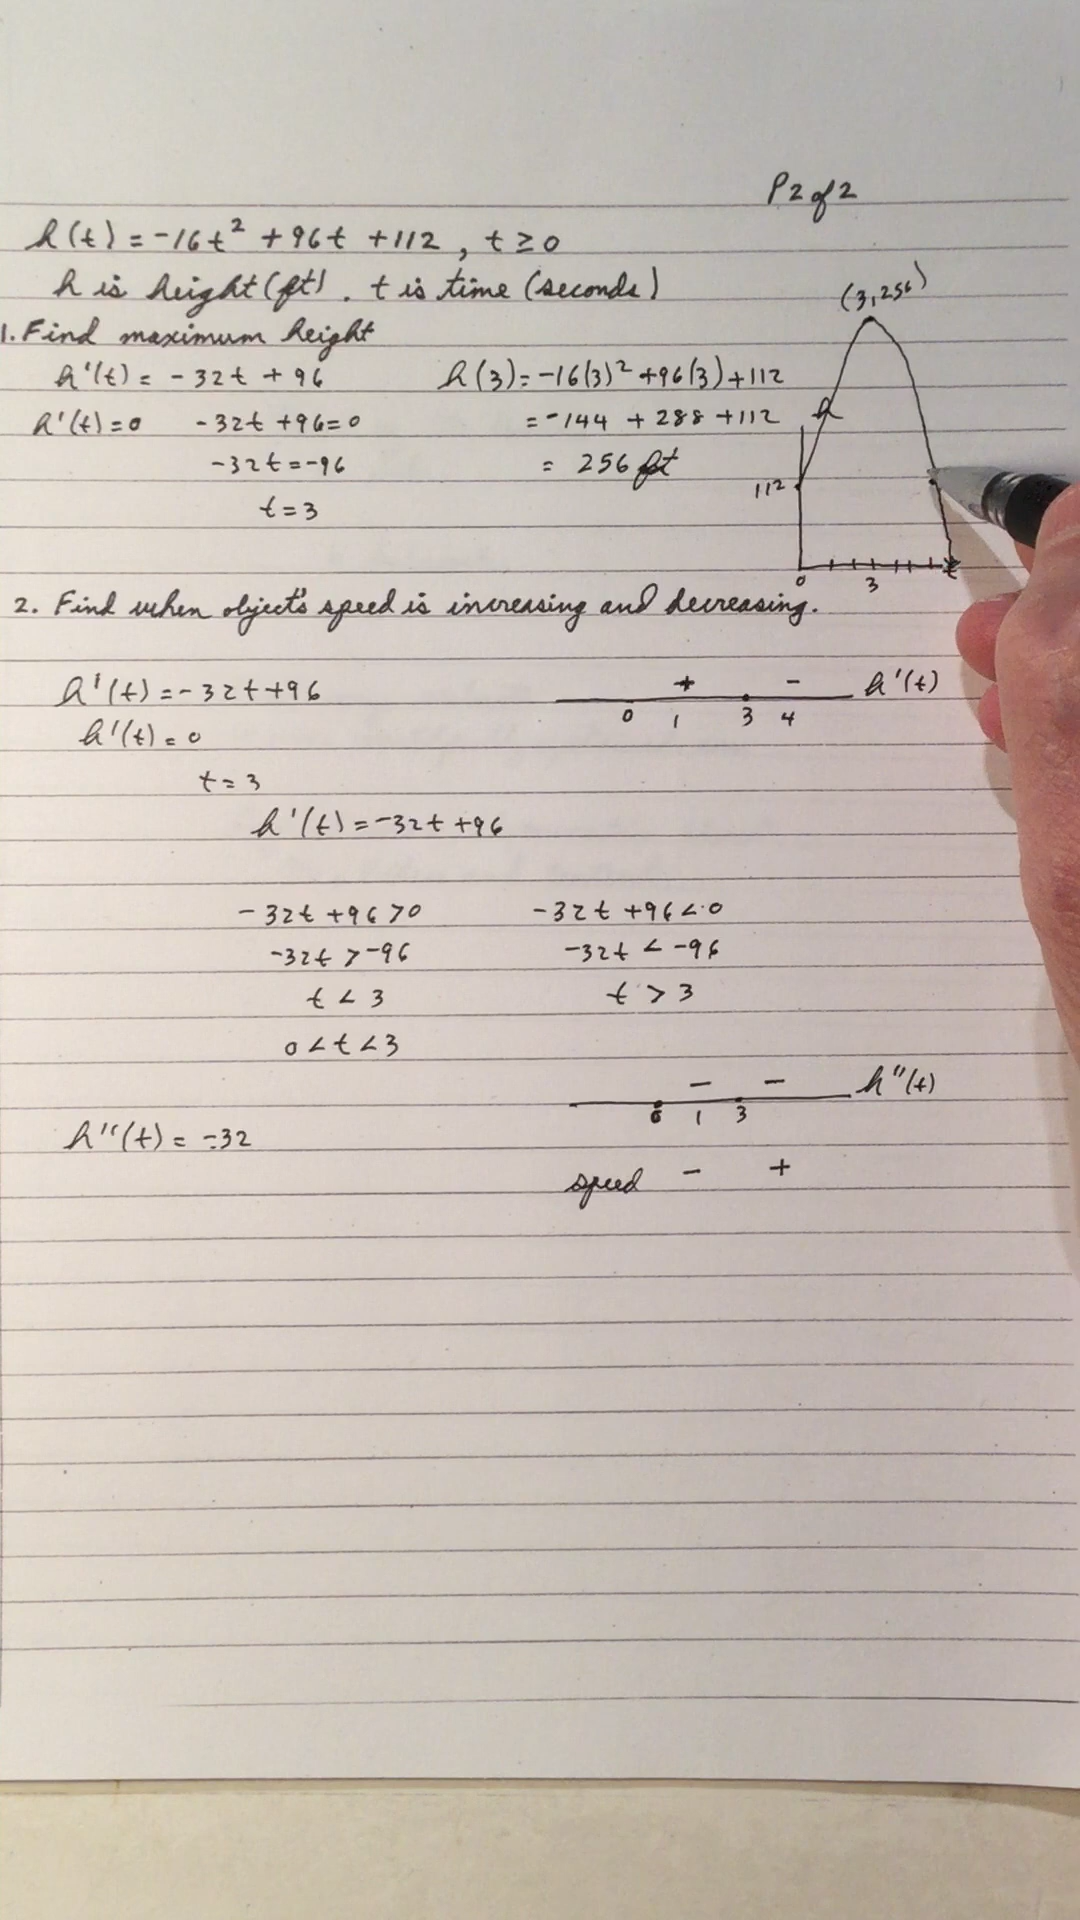 P2 of 2
h(t) = -16t² + 96t + 112 , t ≥ 0
h is height (ft). t is time (seconds)
(3,256)
1. Find maximum height
h'(t) = -32t + 96
h(3) = -16(3)² + 96(3) + 112
h'(t) = 0 -32t + 96 = 0
= -144 + 288 + 112
h
-32t = -96
= 256 ft
112
t = 3
t
0 3
2. Find when object's speed is increasing and decreasing.
h'(t) = -32t + 96
+ - h'(t)
0 1 3 4
h'(t) = 0
t = 3
h'(t) = -32t + 96
-32t + 96 > 0 -32t + 96 < 0
-32t > -96 -32t < -96
t < 3 t > 3
0 < t < 3
- - h''(t)
0 1 3
h''(t) = -32
speed - +